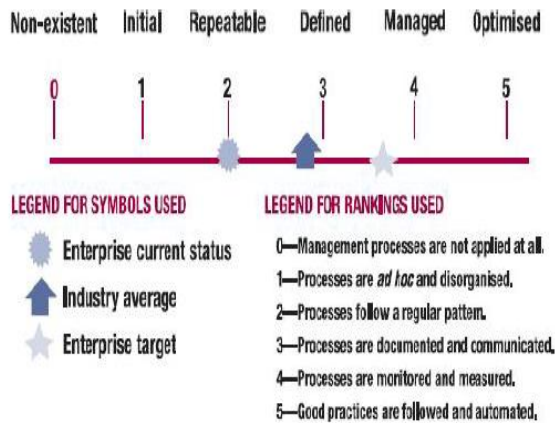 Non-existent Initial Repeatable Defined Managed Optimised
0 1 2 3 4 5
LEGEND FOR SYMBOLS USED
Enterprise current status
Industry average
Enterprise target
LEGEND FOR RANKINGS USED
0—Management processes are not applied at all.
1—Processes are ad hoc and disorganised.
2—Processes follow a regular pattern.
3—Processes are documented and communicated.
4—Processes are monitored and measured.
5—Good practices are followed and automated.